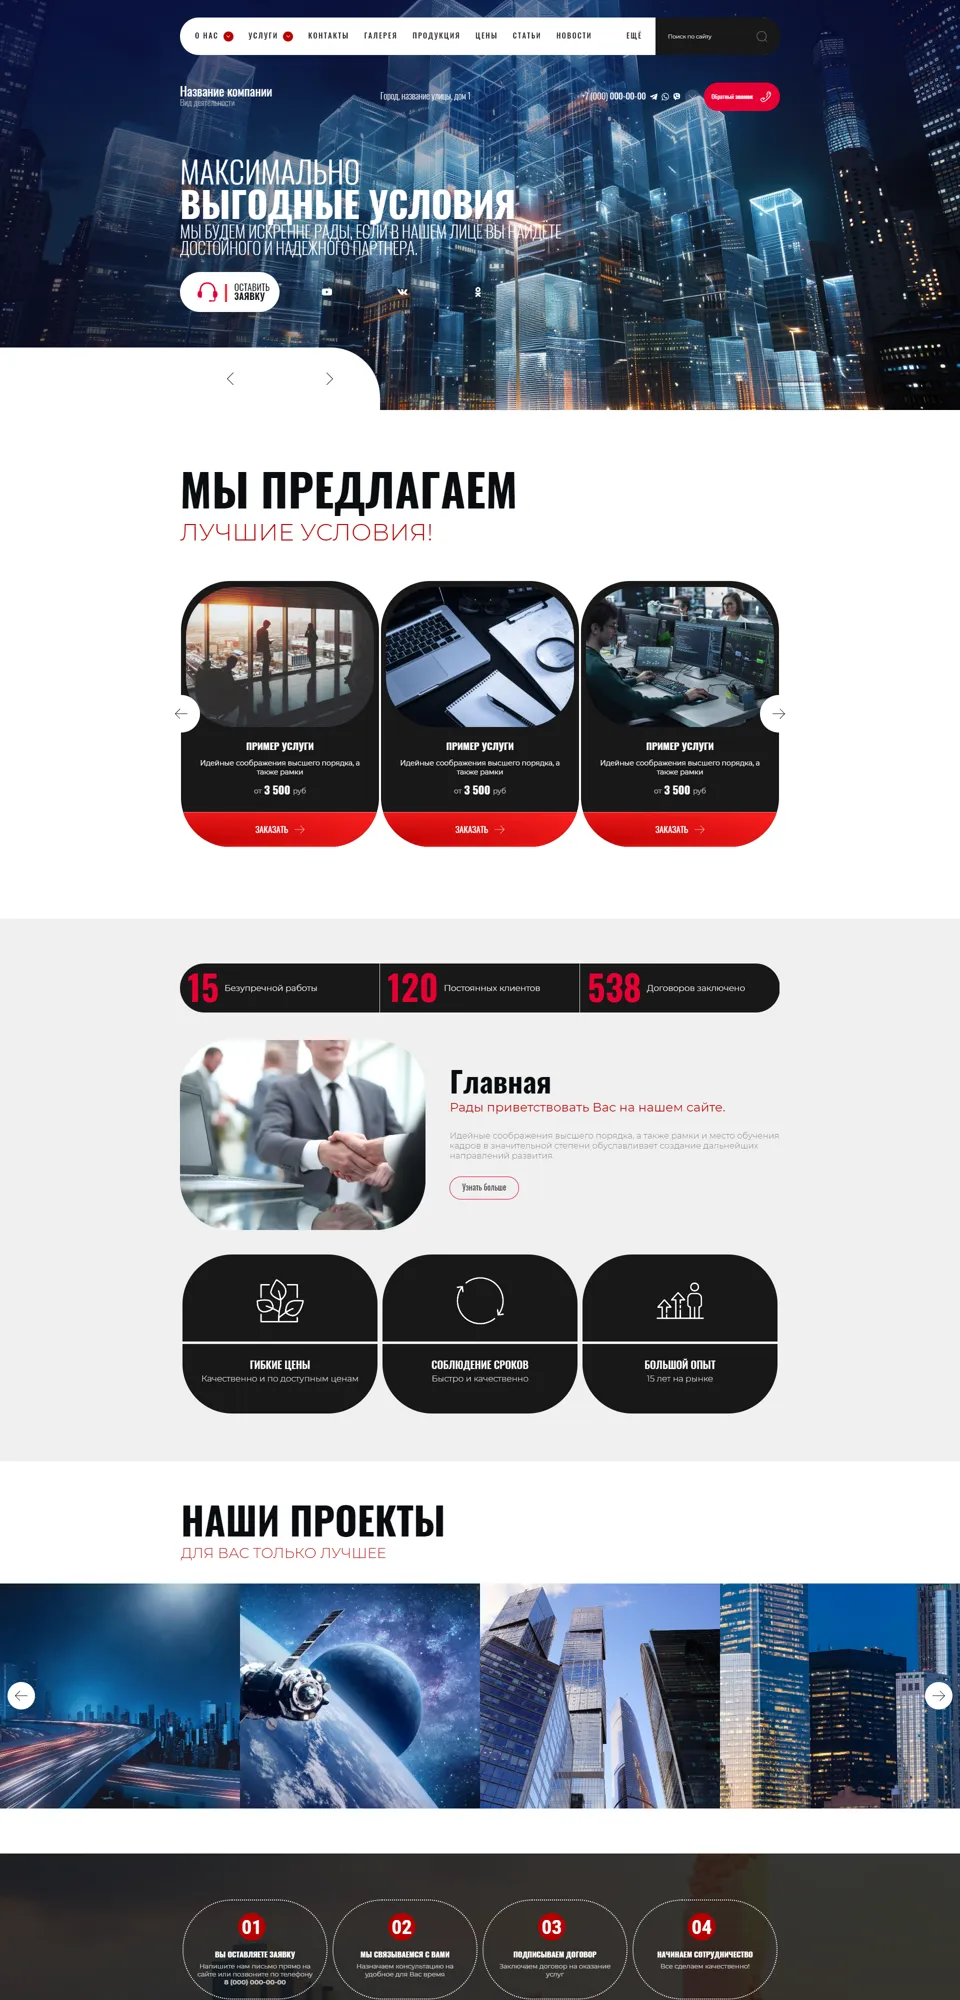 О НАС УСЛУГИ КОНТАКТЫ ГАЛЕРЕЯ ПРОДУКЦИЯ ЦЕНЫ СТАТЬИ НОВОСТИ ЕЩЁ Поиск по сайту
Название компании
Вид деятельности
Город, название улицы, дом 1
+7 (000) 000-00-00
Обратный звонок
МАКСИМАЛЬНО
ВЫГОДНЫЕ УСЛОВИЯ
МЫ БУДЕМ ИСКРЕННЕ РАДЫ, ЕСЛИ В НАШЕМ ЛИЦЕ ВЫ НАЙДЕТЕ
ДОСТОЙНОГО И НАДЕЖНОГО ПАРТНЕРА.
ОСТАВИТЬ
ЗАЯВКУ
МЫ ПРЕДЛАГАЕМ
ЛУЧШИЕ УСЛОВИЯ!
ПРИМЕР УСЛУГИ
Идейные соображения высшего порядка, а
также рамки
от 3 500 руб
ЗАКАЗАТЬ
ПРИМЕР УСЛУГИ
Идейные соображения высшего порядка, а
также рамки
от 3 500 руб
ЗАКАЗАТЬ
ПРИМЕР УСЛУГИ
Идейные соображения высшего порядка, а
также рамки
от 3 500 руб
ЗАКАЗАТЬ
15 Безупречной работы
120 Постоянных клиентов
538 Договоров заключено
Главная
Рады приветствовать Вас на нашем сайте.
Идейные соображения высшего порядка, а также рамки и место обучения
кадров в значительной степени обуславливает создание дальнейших
направлений развития.
Узнать больше
ГИБКИЕ ЦЕНЫ
Качественно и по доступным ценам
СОБЛЮДЕНИЕ СРОКОВ
Быстро и качественно
БОЛЬШОЙ ОПЫТ
15 лет на рынке
НАШИ ПРОЕКТЫ
ДЛЯ ВАС ТОЛЬКО ЛУЧШЕЕ
01
ВЫ ОСТАВЛЯЕТЕ ЗАЯВКУ
Напишите нам письмо прямо на
сайте или позвоните по телефону
8 (000) 000-00-00
02
МЫ СВЯЗЫВАЕМСЯ С ВАМИ
Назначаем консультацию на
удобное для Вас время
03
ПОДПИСЫВАЕМ ДОГОВОР
Заключаем договор на оказание
услуг
04
НАЧИНАЕМ СОТРУДНИЧЕСТВО
Все сделаем качественно!